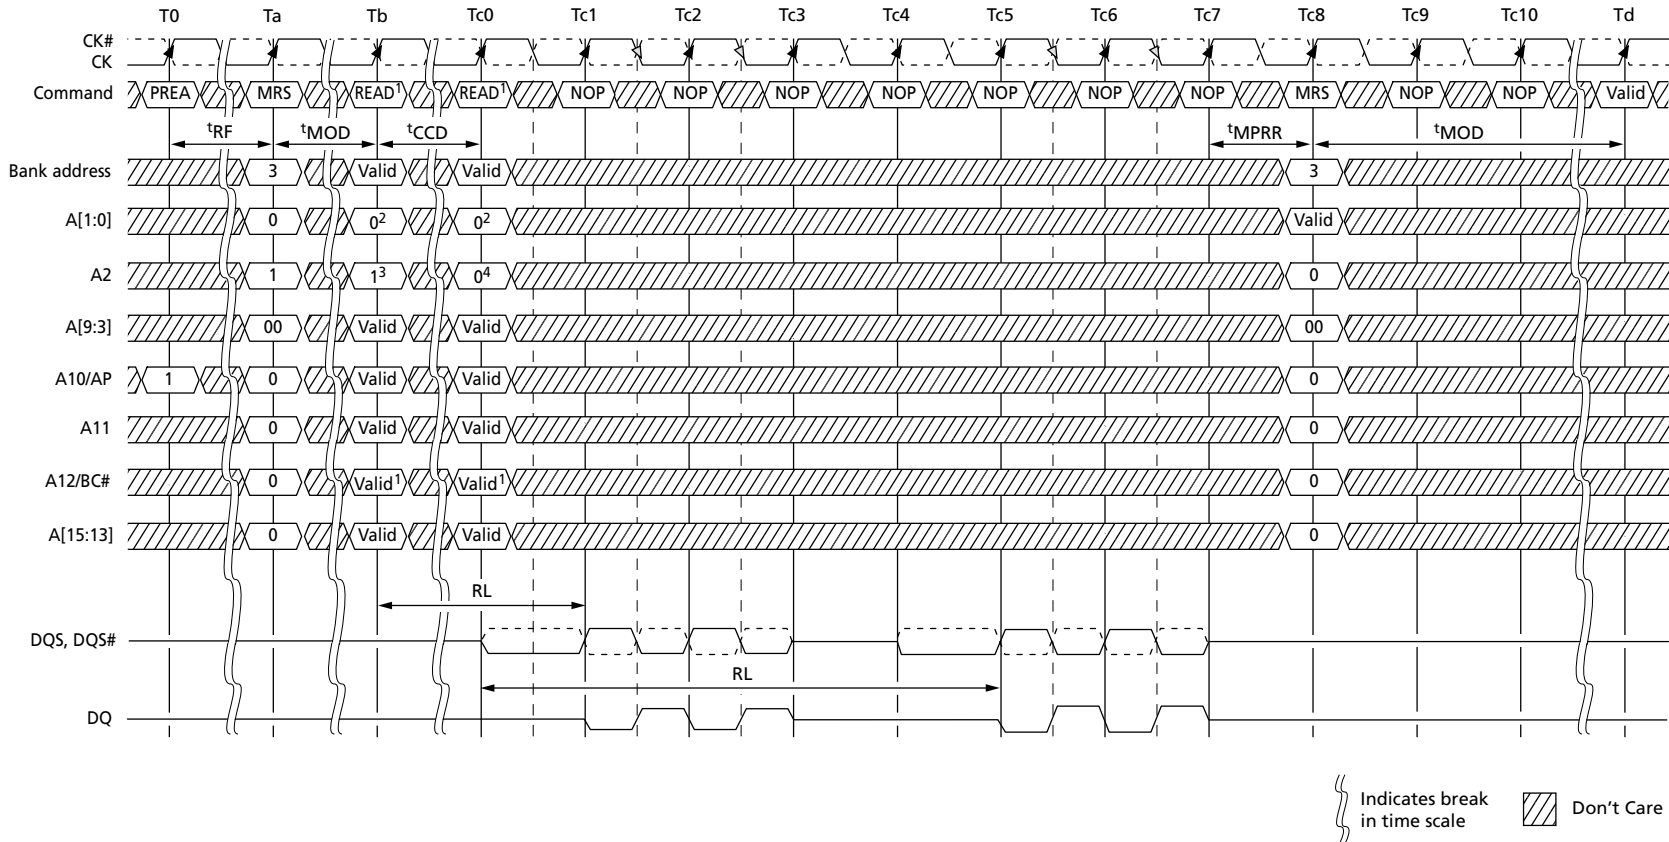 T0 Ta Tb Tc0 Tc1 Tc2 Tc3 Tc4 Tc5 Tc6 Tc7 Tc8 Tc9 Tc10 Td
CK#
CK
Command PREA MRS READ1 READ1 NOP NOP NOP NOP NOP NOP NOP MRS NOP NOP Valid
tRF tMOD tCCD tMPRR tMOD
Bank address 3 Valid Valid 3
A[1:0] 0 02 02 Valid
A2 1 13 04 0
A[9:3] 00 Valid Valid 00
A10/AP 1 0 Valid Valid 0
A11 0 Valid Valid 0
A12/BC# 0 Valid1 Valid1 0
A[15:13] 0 Valid Valid 0
RL
DQS, DQS#
RL
DQ
Indicates break
in time scale
Don't Care